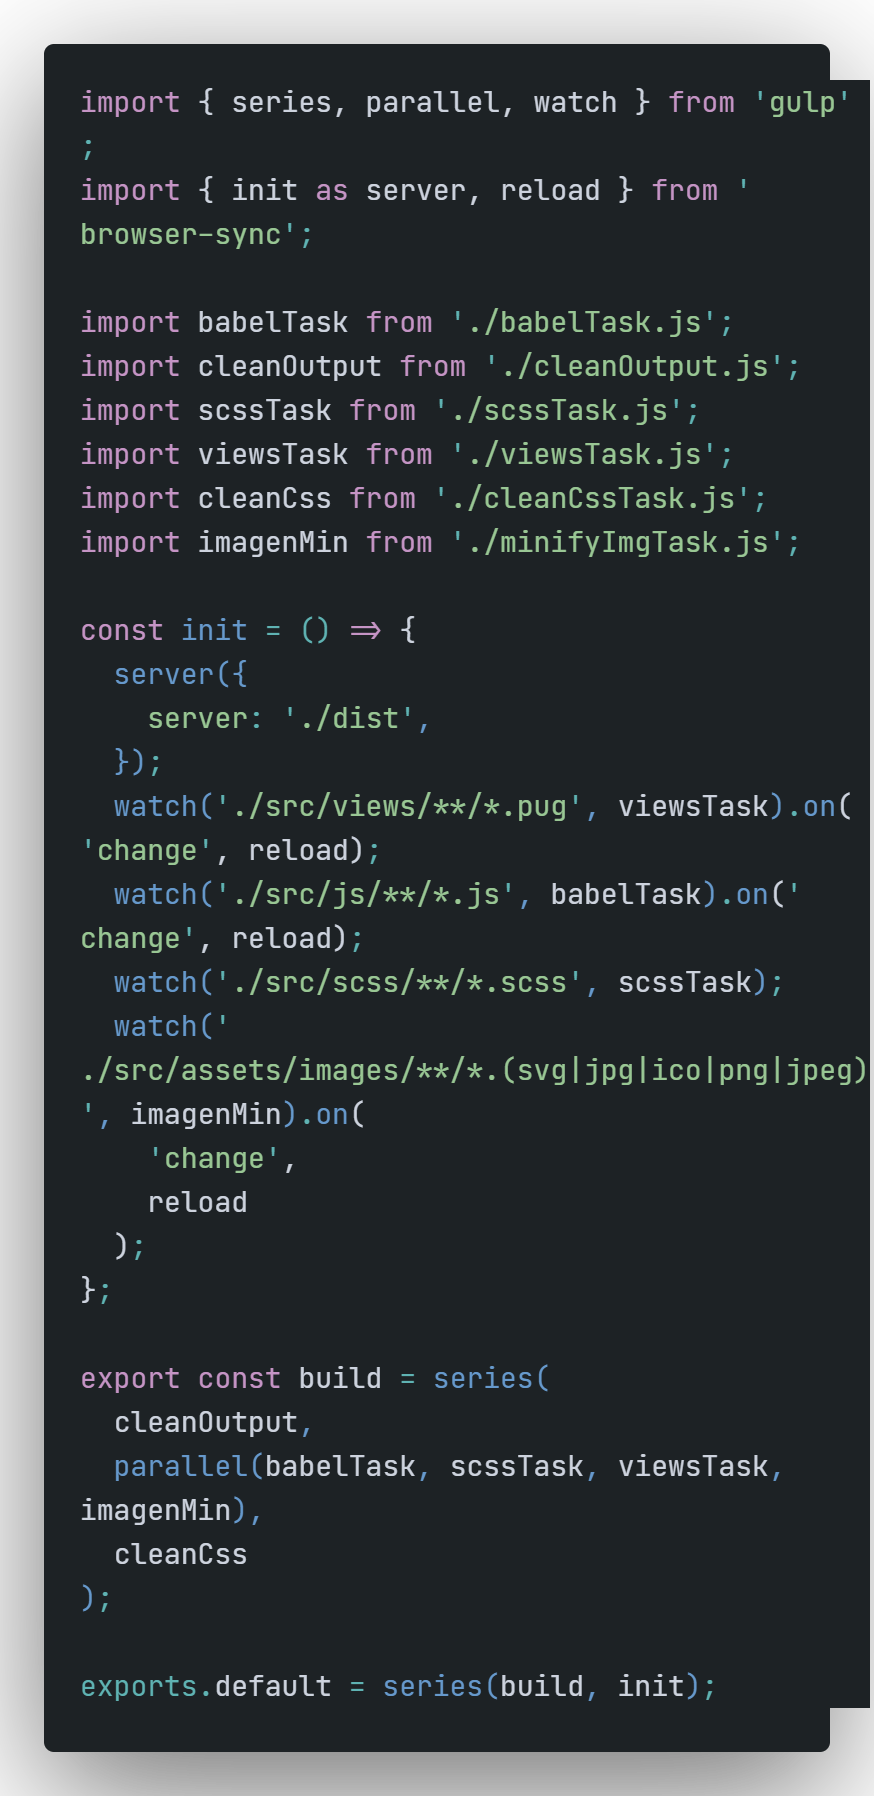 import { series, parallel, watch } from 'gulp'
;
import { init as server, reload } from '
browser-sync';

import babelTask from './babelTask.js';
import cleanOutput from './cleanOutput.js';
import scssTask from './scssTask.js';
import viewsTask from './viewsTask.js';
import cleanCss from './cleanCssTask.js';
import imagenMin from './minifyImgTask.js';

const init = () => {
  server({
    server: './dist',
  });
  watch('./src/views/**/*.pug', viewsTask).on(
'change', reload);
  watch('./src/js/**/*.js', babelTask).on('
change', reload);
  watch('./src/scss/**/*.scss', scssTask);
  watch('
./src/assets/images/**/*.(svg|jpg|ico|png|jpeg)
', imagenMin).on(
    'change',
    reload
  );
};

export const build = series(
  cleanOutput,
  parallel(babelTask, scssTask, viewsTask,
imagenMin),
  cleanCss
);

exports.default = series(build, init);